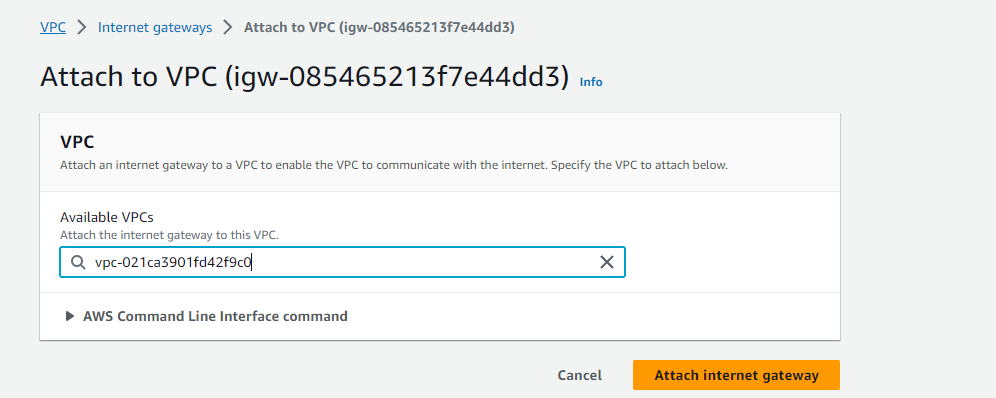 VPC > Internet gateways > Attach to VPC (igw-085465213f7e44dd3)
Attach to VPC (igw-085465213f7e44dd3) Info
VPC
Attach an internet gateway to a VPC to enable the VPC to communicate with the internet. Specify the VPC to attach below.
Available VPCs
Attach the internet gateway to this VPC.
vpc-021ca3901fd42f9c0
AWS Command Line Interface command
Cancel Attach internet gateway